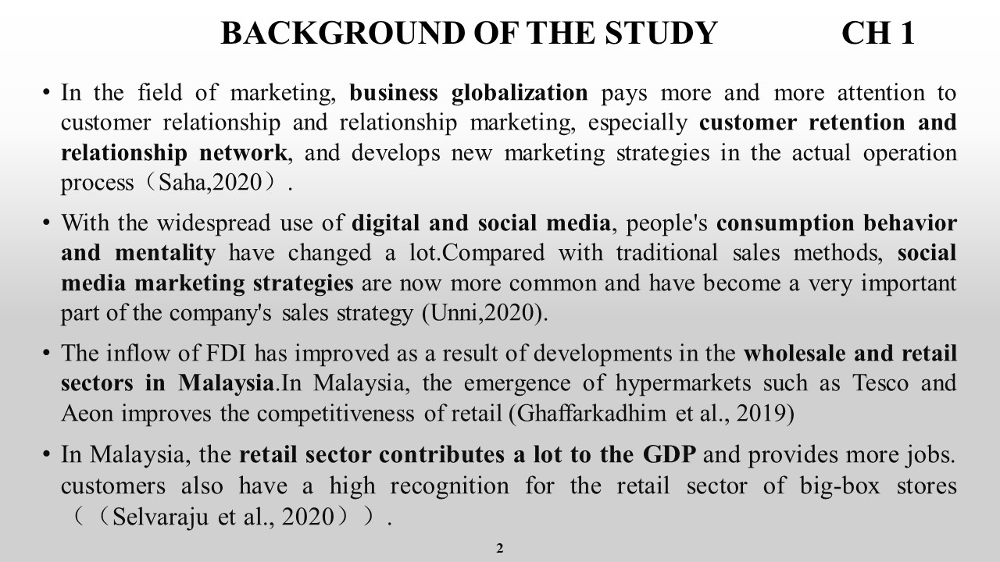 BACKGROUND OF THE STUDY CH 1
• In the field of marketing, business globalization pays more and more attention to
customer relationship and relationship marketing, especially customer retention and
relationship network, and develops new marketing strategies in the actual operation
process（Saha,2020）.
• With the widespread use of digital and social media, people's consumption behavior
and mentality have changed a lot.Compared with traditional sales methods, social
media marketing strategies are now more common and have become a very important
part of the company's sales strategy (Unni,2020).
• The inflow of FDI has improved as a result of developments in the wholesale and retail
sectors in Malaysia.In Malaysia, the emergence of hypermarkets such as Tesco and
Aeon improves the competitiveness of retail (Ghaffarkadhim et al., 2019)
• In Malaysia, the retail sector contributes a lot to the GDP and provides more jobs.
customers also have a high recognition for the retail sector of big-box stores
（（Selvaraju et al., 2020））.
2